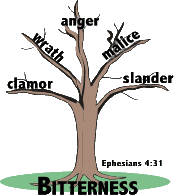 anger
wrath
malice
clamor
slander
Ephesians 4:31
BITTERNESS